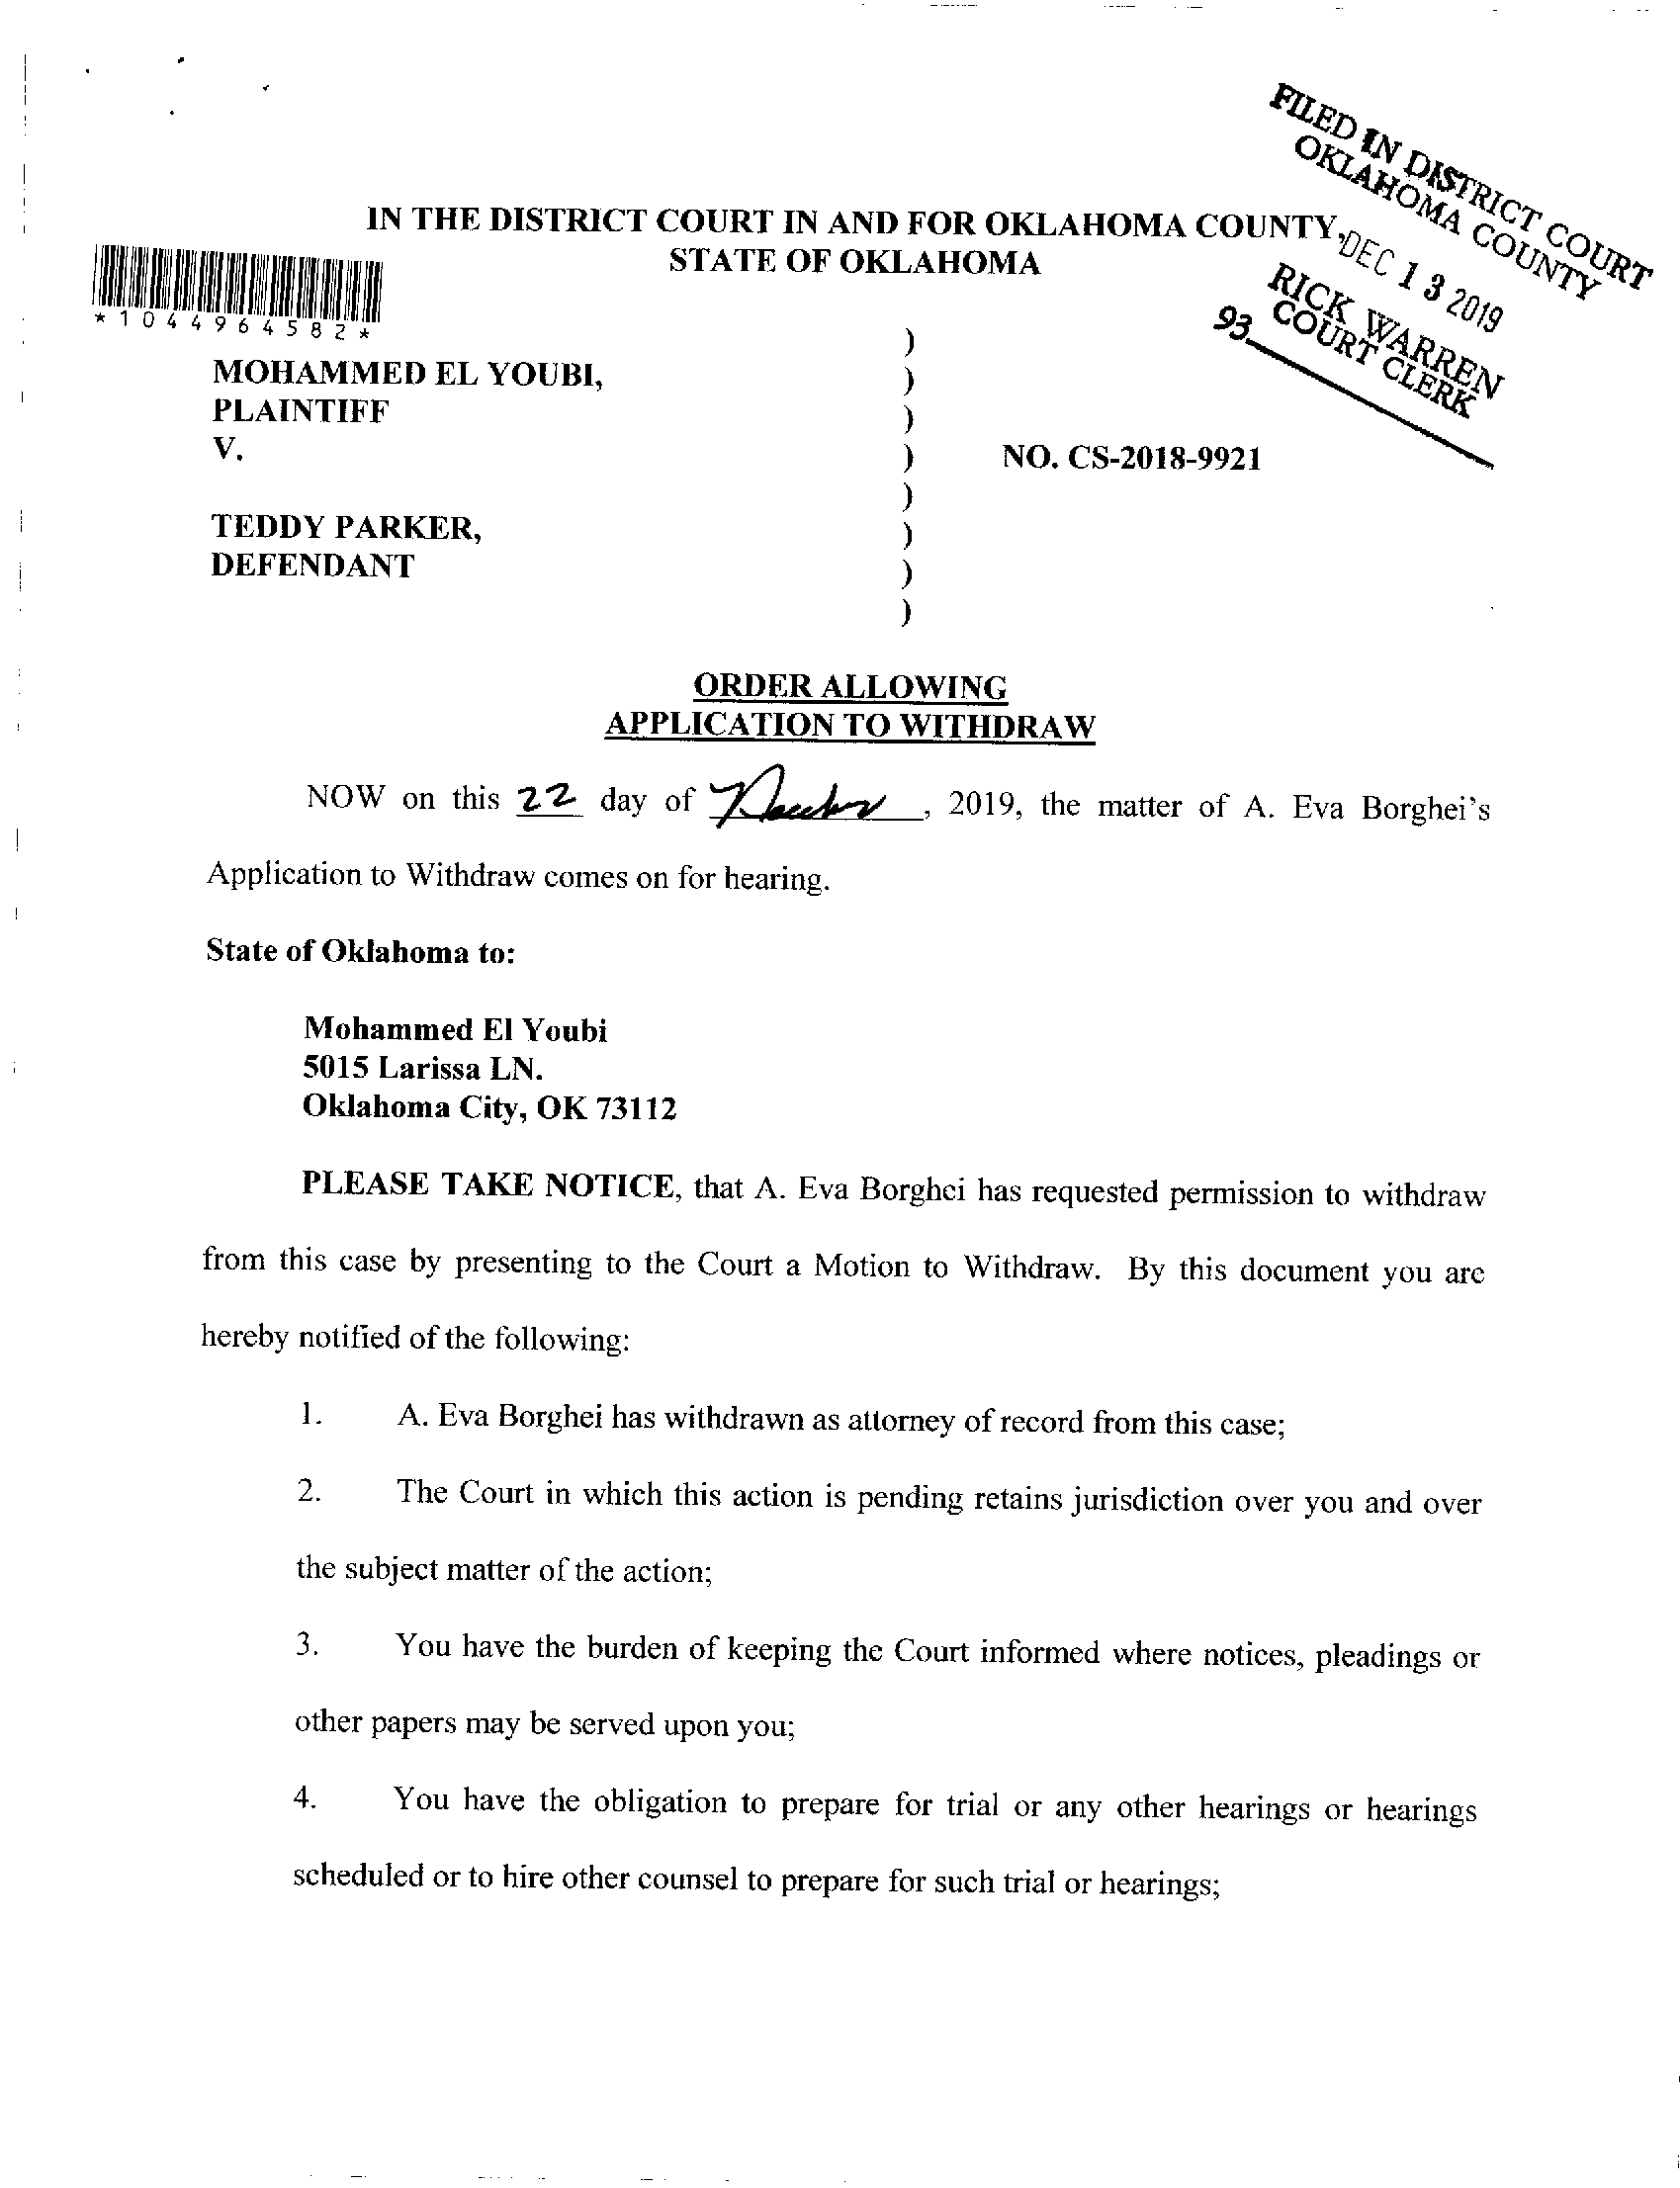 FILED IN DISTRICT COURT
OKLAHOMA COUNTY
DEC 13 2019
RICK WARREN
COURT CLERK
93
IN THE DISTRICT COURT IN AND FOR OKLAHOMA COUNTY,
STATE OF OKLAHOMA
*1044964582*
MOHAMMED EL YOUBI,
PLAINTIFF
V.
NO. CS-2018-9921
TEDDY PARKER,
DEFENDANT
ORDER ALLOWING
APPLICATION TO WITHDRAW
NOW on this 22 day of , 2019, the matter of A. Eva Borghei's
Application to Withdraw comes on for hearing.
State of Oklahoma to:
Mohammed El Youbi
5015 Larissa LN.
Oklahoma City, OK 73112
PLEASE TAKE NOTICE, that A. Eva Borghei has requested permission to withdraw
from this case by presenting to the Court a Motion to Withdraw. By this document you are
hereby notified of the following:
1. A. Eva Borghei has withdrawn as attorney of record from this case;
2. The Court in which this action is pending retains jurisdiction over you and over
the subject matter of the action;
3. You have the burden of keeping the Court informed where notices, pleadings or
other papers may be served upon you;
4. You have the obligation to prepare for trial or any other hearings or hearings
scheduled or to hire other counsel to prepare for such trial or hearings;